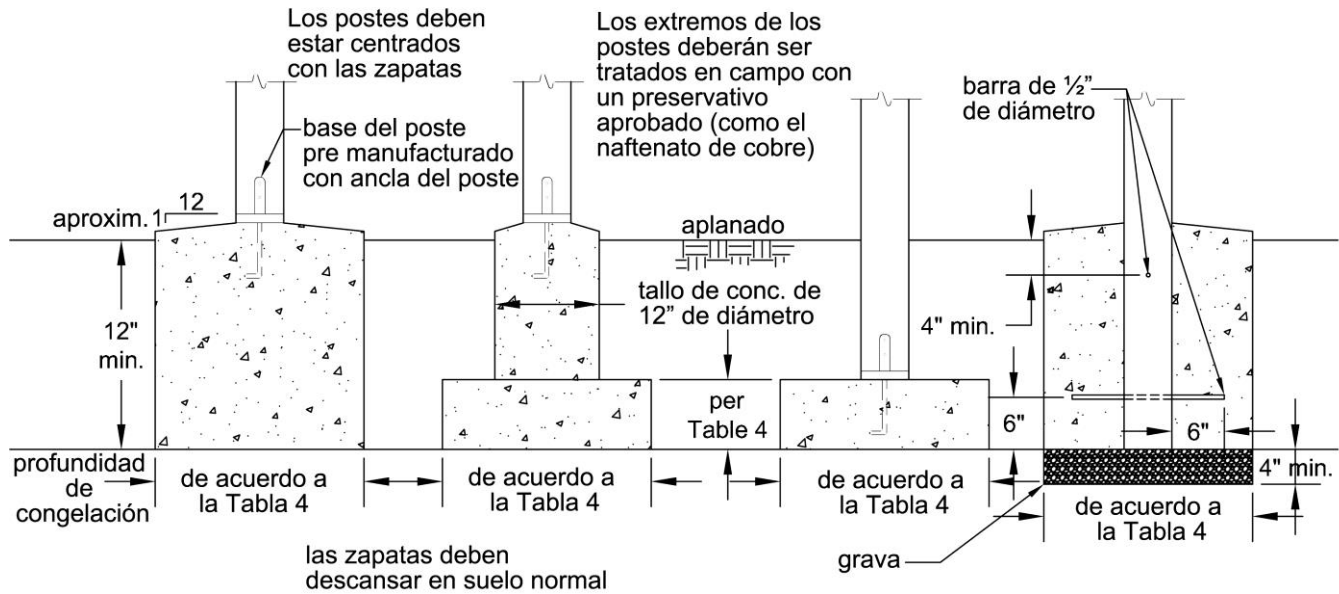 Los postes deben
estar centrados
con las zapatas
Los extremos de los
postes deberán ser
tratados en campo con
un preservativo
aprobado (como el
naftenato de cobre)
barra de ½”
de diámetro
base del poste
pre manufacturado
con ancla del poste
12
aproxim. 1
aplanado
12"
min.
tallo de conc. de
12” de diámetro
4" min.
per
Table 4
6"
6"
4" min.
profundidad
de
congelación
de acuerdo a
la Tabla 4
de acuerdo a
la Tabla 4
de acuerdo a
la Tabla 4
de acuerdo a
la Tabla 4
grava
las zapatas deben
descansar en suelo normal